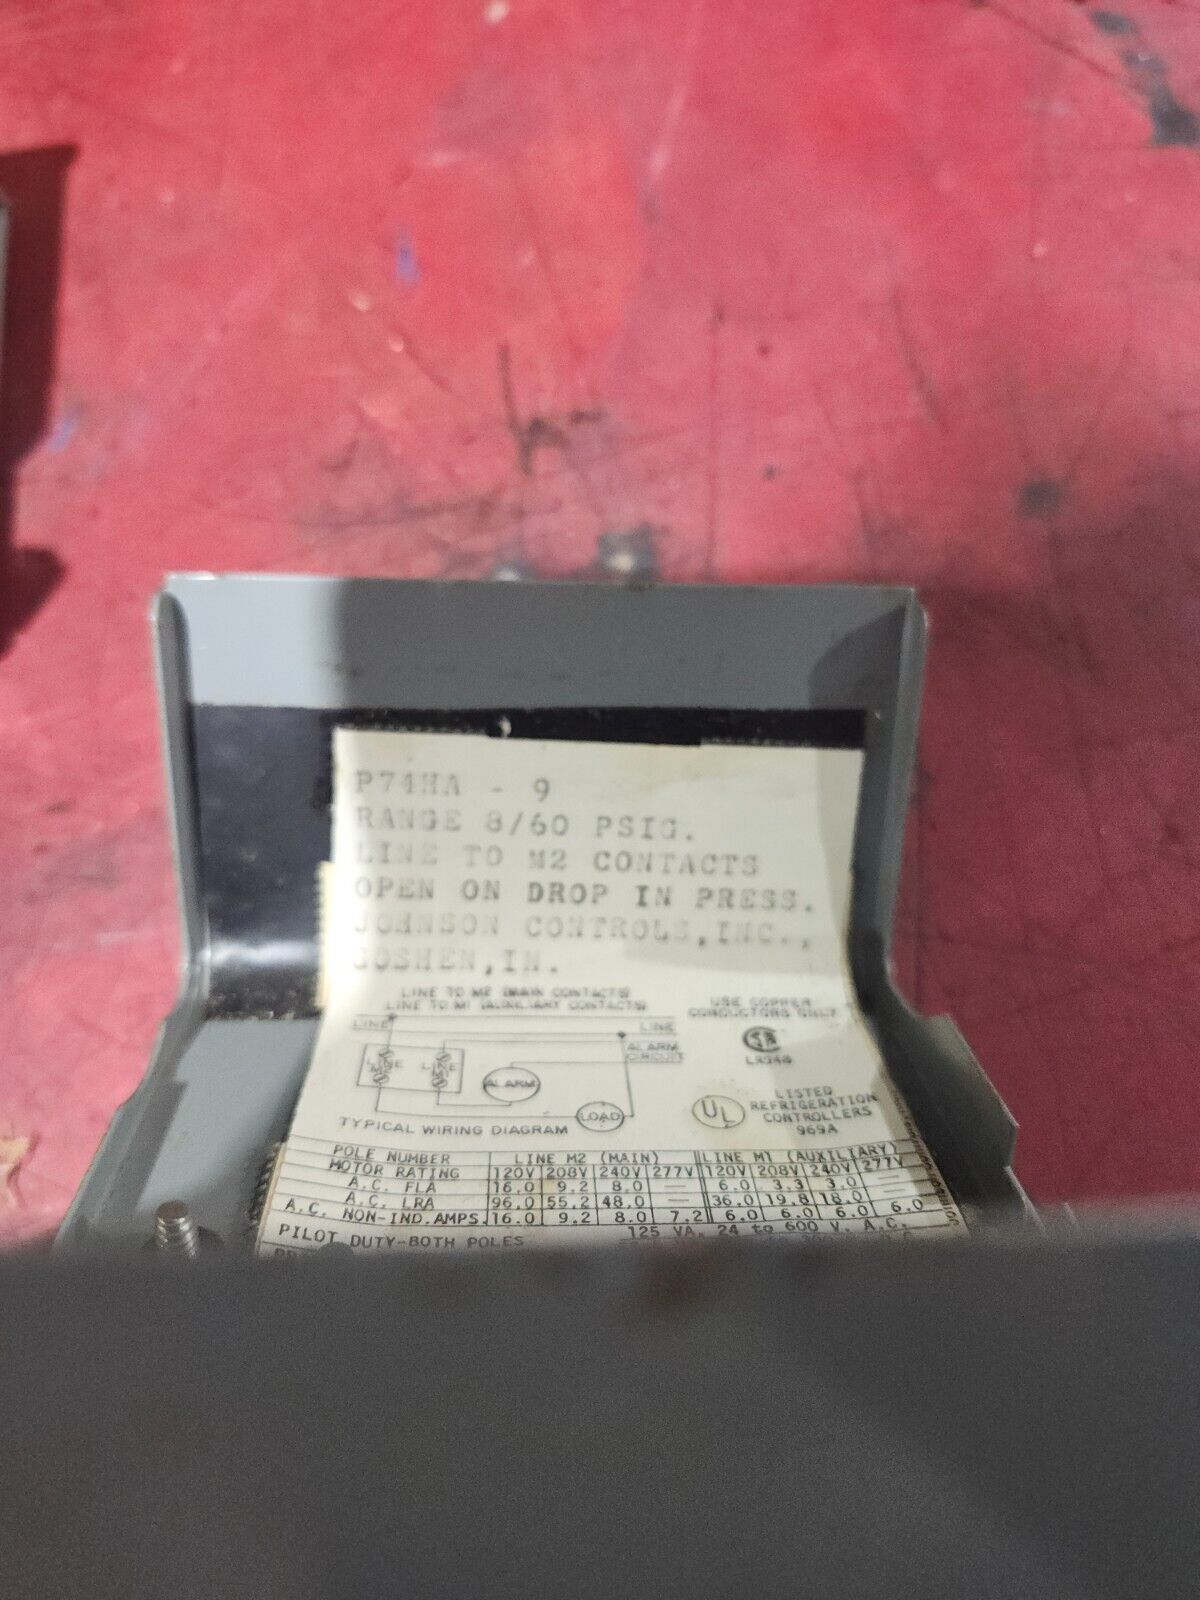 P74HA - 9
RANGE 8/60 PSIG.
LINE TO M2 CONTACTS
OPEN ON DROP IN PRESS.
JOHNSON CONTROLS, INC.,
GOSHEN, IN.
LINE TO M2 (MAIN CONTACTS)
LINE TO M1 (AUXILIARY CONTACTS)
USE COPPER
CONDUCTORS ONLY
LINE LINE
ALARM
CIRCUIT
ALARM
LOAD
TYPICAL WIRING DIAGRAM
UL
LISTED
REFRIGERATION
CONTROLLERS
969A
POLE NUMBER LINE M2 (MAIN) LINE M1 (AUXILIARY)
MOTOR RATING 120V 208V 240V 277V 120V 208V 240V 277V
A.C. FLA 16.0 9.2 8.0 — 6.0 3.3 3.0 —
A.C. LRA 96.0 55.2 48.0 — 36.0 19.8 18.0 —
A.C. NON-IND.AMPS. 16.0 9.2 8.0 7.2 6.0 6.0 6.0 6.0
PILOT DUTY-BOTH POLES 125 VA, 24 to 600 V. A.C.